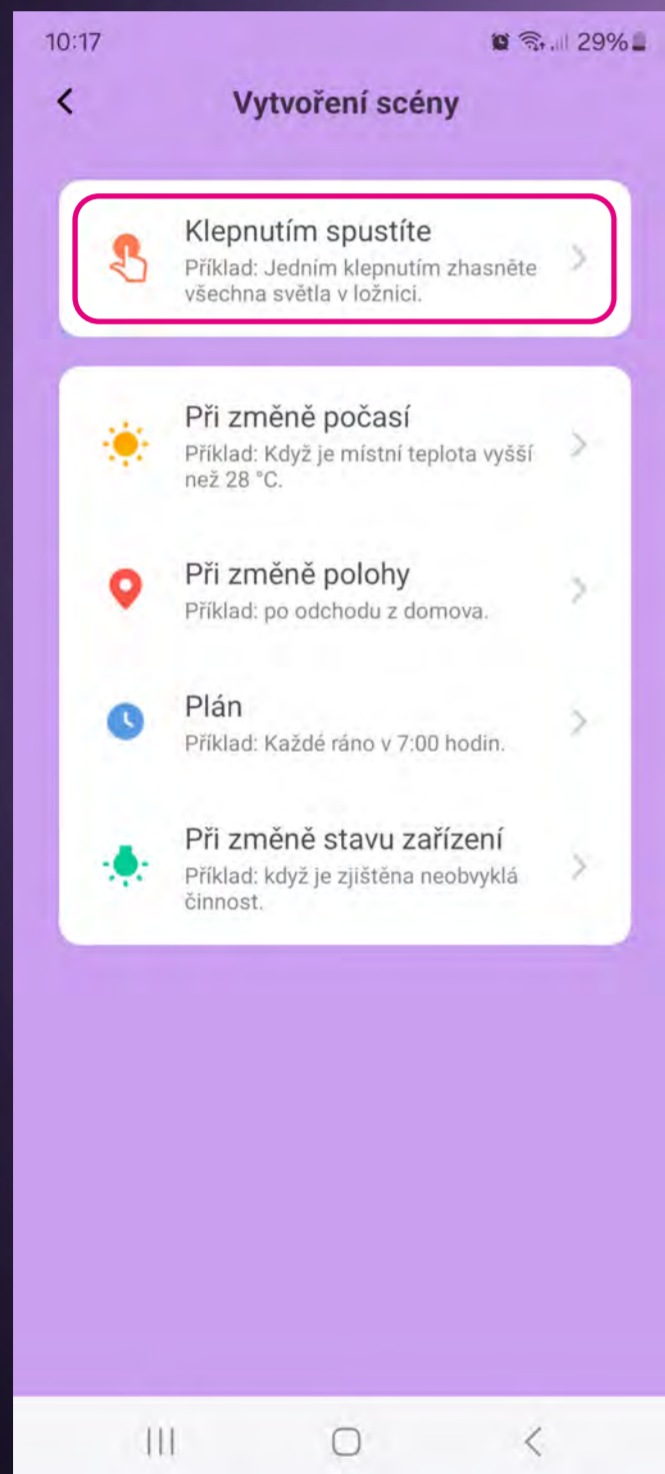 10:17
29%
Vytvoření scény
Klepnutím spustíte
Příklad: Jedním klepnutím zhasněte
všechna světla v ložnici.
Při změně počasí
Příklad: Když je místní teplota vyšší
než 28 °C.
Při změně polohy
Příklad: po odchodu z domova.
Plán
Příklad: Každé ráno v 7:00 hodin.
Při změně stavu zařízení
Příklad: když je zjištěna neobvyklá
činnost.